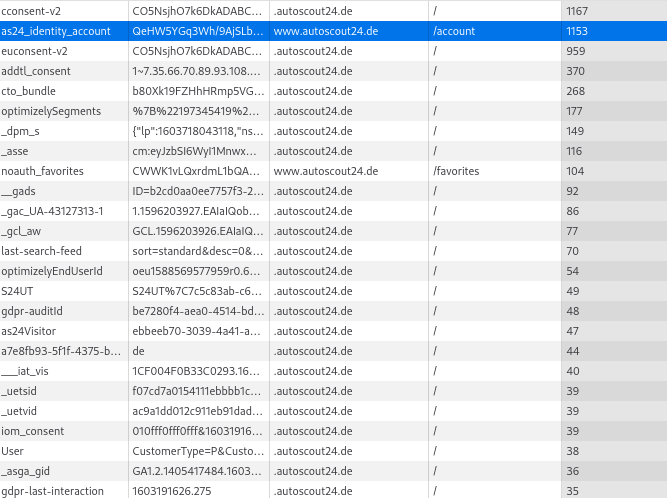 cconsent-v2 CO5NsjhO7k6DkADABC... .autoscout24.de / 1167
as24_identity_account QeHW5YGq3Wh/9AjSLb... www.autoscout24.de /account 1153
euconsent-v2 CO5NsjhO7k6DkADABC... .autoscout24.de / 959
addtl_consent 1~7.35.66.70.89.93.108.... .autoscout24.de / 370
cto_bundle b80Xk19FZHhHRmp5VG... .autoscout24.de / 268
optimizelySegments %7B%22197345419%2... .autoscout24.de / 177
_dpm_s {"lp":1603718043118,"ns... .autoscout24.de / 149
_asse cm:eyJzbSI6WyI1Mnwx... .autoscout24.de / 116
noauth_favorites CWWK1vLQxrdmL1bQA... www.autoscout24.de /favorites 104
__gads ID=b2cd0aa0ee7757f3-2... .autoscout24.de / 92
_gac_UA-43127313-1 1.1596203927.EAIaIQob... .autoscout24.de / 86
_gcl_aw GCL.1596203926.EAIaIQ... .autoscout24.de / 77
last-search-feed sort=standard&desc=0&... .autoscout24.de / 70
optimizelyEndUserId oeu1588569577959r0.6... .autoscout24.de / 54
S24UT S24UT%7C7c5c83ab-c6... .autoscout24.de / 49
gdpr-auditId be7280f4-aea0-4514-bd... .autoscout24.de / 48
as24Visitor ebbeeb70-3039-4a41-a... .autoscout24.de / 47
a7e8fb93-5f1f-4375-b... de .autoscout24.de / 44
___iat_vis 1CF004F0B33C0293.16... .autoscout24.de / 40
_uetsid f07cd7a0154111ebbbb1c... .autoscout24.de / 39
_uetvid ac9a1dd012c911eb91dad... .autoscout24.de / 39
iom_consent 010fff0fff0fff&16031916... .autoscout24.de / 39
User CustomerType=P&Custo... .autoscout24.de / 38
_asga_gid GA1.2.1405417484.1603... .autoscout24.de / 36
gdpr-last-interaction 1603191626.275 .autoscout24.de / 35